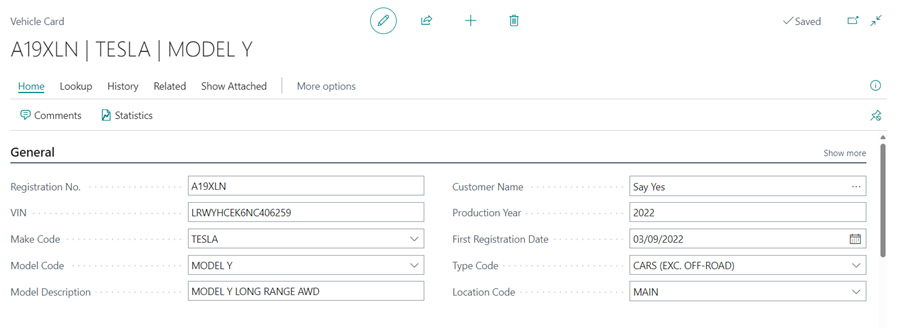 Vehicle Card
Saved
A19XLN | TESLA | MODEL Y
Home Lookup History Related Show Attached More options
Comments Statistics
General Show more
Registration No. A19XLN
VIN LRWYHCEK6NC406259
Make Code TESLA
Model Code MODEL Y
Model Description MODEL Y LONG RANGE AWD
Customer Name Say Yes
Production Year 2022
First Registration Date 03/09/2022
Type Code CARS (EXC. OFF-ROAD)
Location Code MAIN